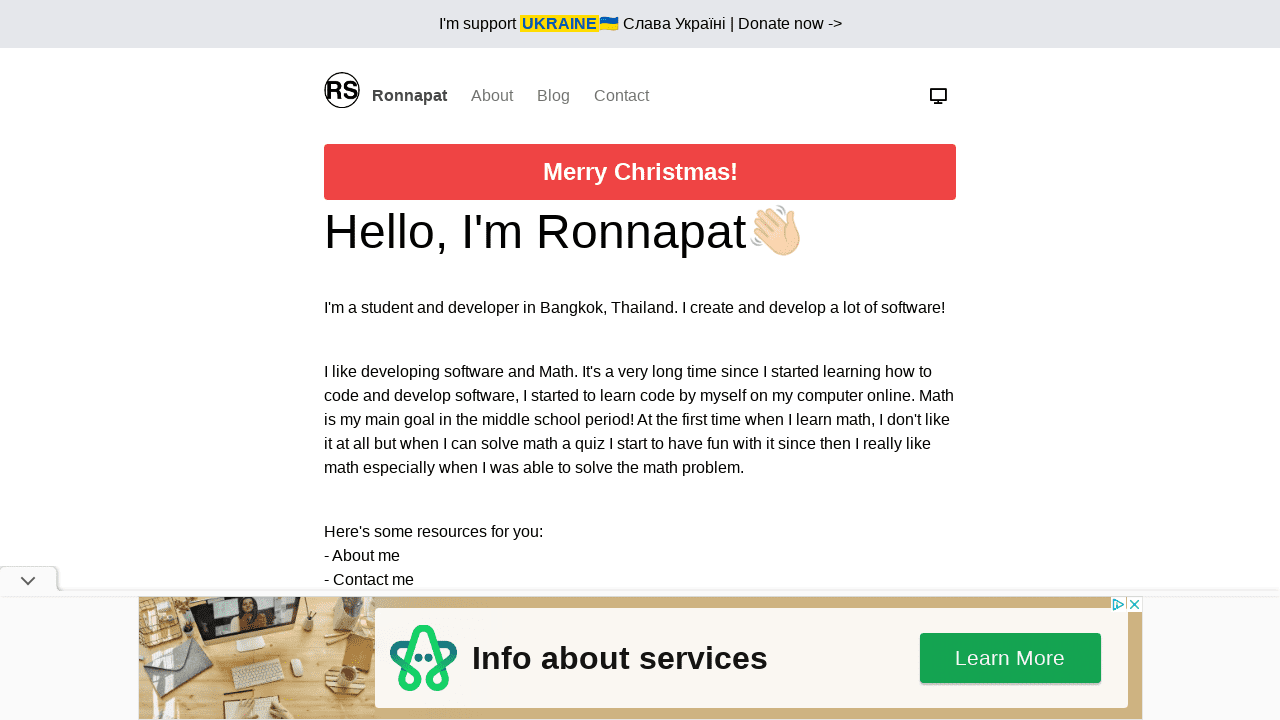 I'm support UKRAINE🇺🇦 Слава Україні | Donate now ->
RS Ronnapat About Blog Contact
Merry Christmas!
Hello, I'm Ronnapat👋🏻
I'm a student and developer in Bangkok, Thailand. I create and develop a lot of software!
I like developing software and Math. It's a very long time since I started learning how to
code and develop software, I started to learn code by myself on my computer online. Math
is my main goal in the middle school period! At the first time when I learn math, I don't like
it at all but when I can solve math a quiz I start to have fun with it since then I really like
math especially when I was able to solve the math problem.
Here's some resources for you:
- About me
- Contact me
Info about services
Learn More